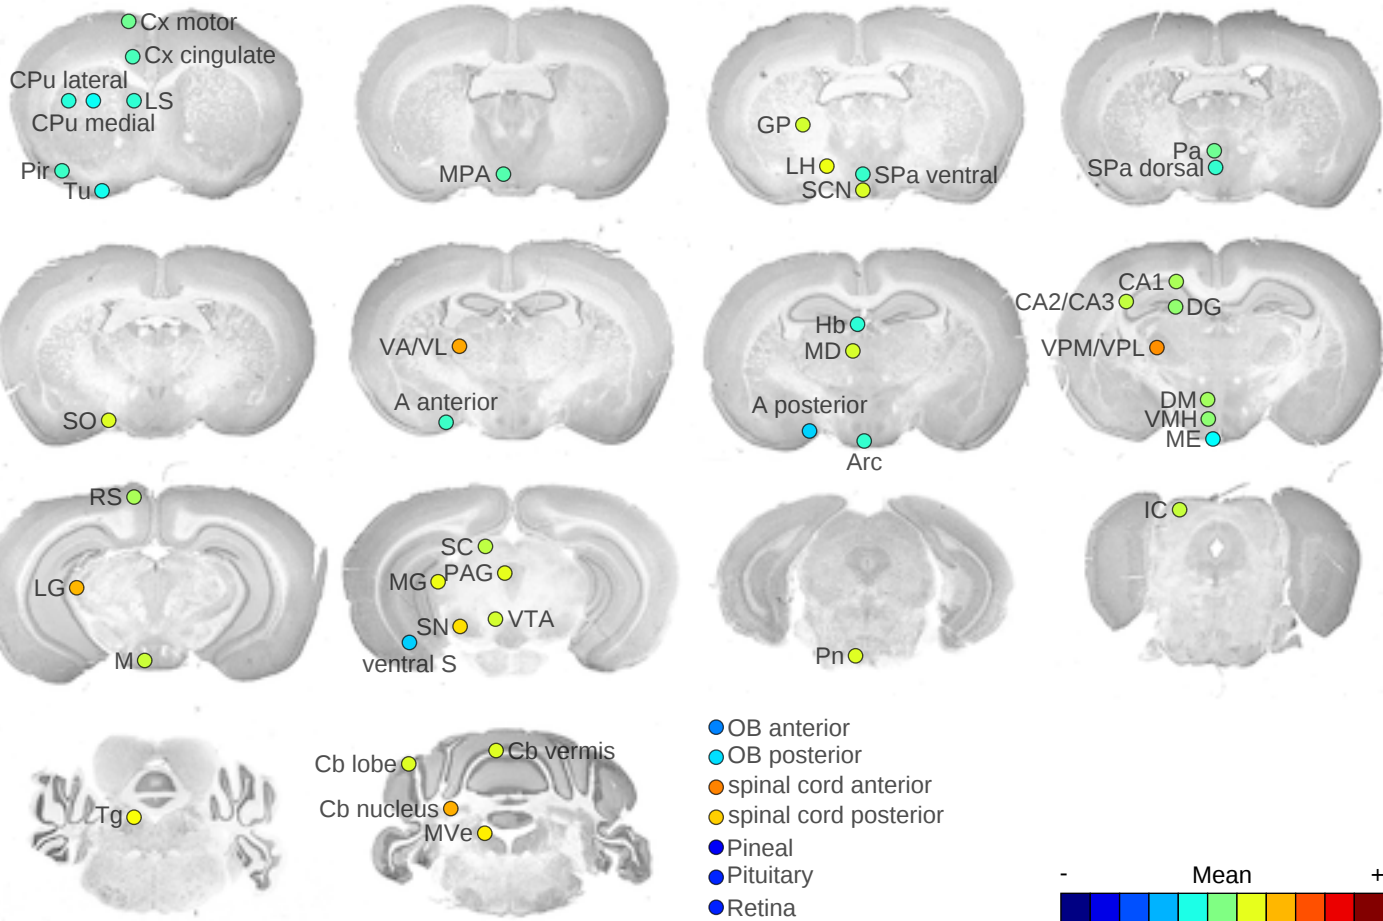 Cx motor
Cx cingulate
CPu lateral
LS
CPu medial
Pir
Tu
MPA
GP
LH
SPa ventral
SCN
Pa
SPa dorsal
SO
VA/VL
A anterior
Hb
MD
A posterior
Arc
CA1
CA2/CA3
DG
VPM/VPL
DM
VMH
ME
RS
LG
M
SC
MG
PAG
SN
VTA
ventral S
Pn
IC
Tg
Cb lobe
Cb vermis
Cb nucleus
MVe
OB anterior
OB posterior
spinal cord anterior
spinal cord posterior
Pineal
Pituitary
Retina
- Mean +